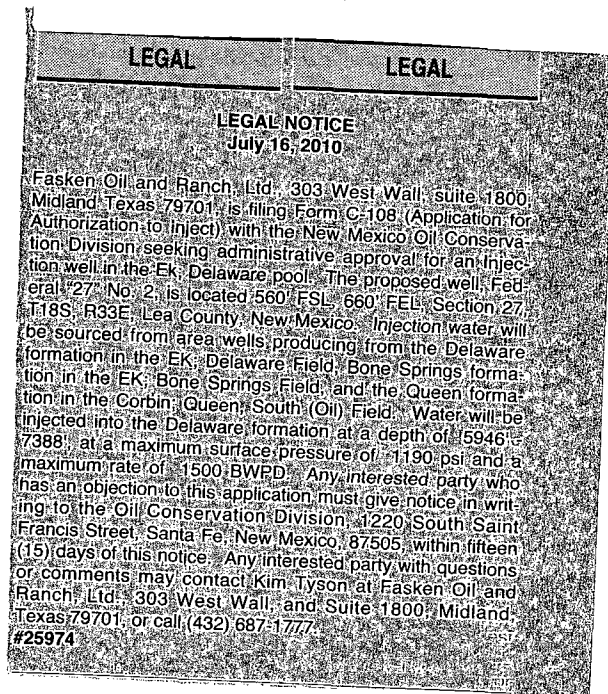 LEGAL LEGAL
LEGAL NOTICE
July 16, 2010
Fasken Oil and Ranch, Ltd., 303 West Wall, suite 1800,
Midland Texas 79701, is filing Form C-108 (Application for
Authorization to Inject) with the New Mexico Oil Conserva-
tion Division seeking administrative approval for an injec-
tion well in the Ek, Delaware pool. The proposed well, Fed-
eral "27" No. 2, is located 560' FSL, 660' FEL, Section 27,
T18S, R33E, Lea County, New Mexico. Injection water will
be sourced from area wells producing from the Delaware
formation in the EK; Delaware Field, Bone Springs forma-
tion in the EK; Bone Springs Field, and the Queen forma-
tion in the Corbin; Queen, South (Oil) Field. Water will be
injected into the Delaware formation at a depth of 5946'-
7388' at a maximum surface pressure of 1190 psi and a
maximum rate of 1500 BWPD. Any interested party who
has an objection to this application must give notice in writ-
ing to the Oil Conservation Division, 1220 South Saint
Francis Street, Santa Fe, New Mexico, 87505, within fifteen
(15) days of this notice. Any interested party with questions
or comments may contact Kim Tyson at Fasken Oil and
Ranch, Ltd., 303 West Wall, and Suite 1800, Midland,
Texas 79701, or call (432) 687-1777.
#25974